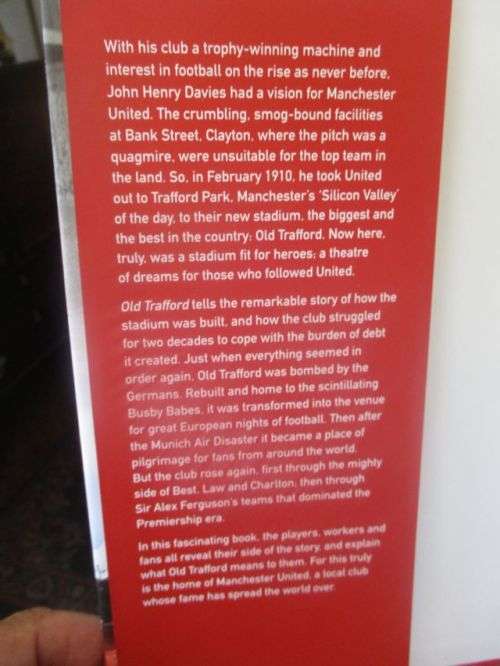 With his club a trophy-winning machine and
interest in football on the rise as never before,
John Henry Davies had a vision for Manchester
United. The crumbling, smog-bound facilities
at Bank Street, Clayton, where the pitch was a
quagmire, were unsuitable for the top team in
the land. So, in February 1910, he took United
out to Trafford Park, Manchester's 'Silicon Valley'
of the day, to their new stadium, the biggest and
the best in the country: Old Trafford. Now here,
truly, was a stadium fit for heroes; a theatre
of dreams for those who followed United.
Old Trafford tells the remarkable story of how the
stadium was built, and how the club struggled
for two decades to cope with the burden of debt
it created. Just when everything seemed in
order again, Old Trafford was bombed by the
Germans. Rebuilt and home to the scintillating
Busby Babes, it was transformed into the venue
for great European nights of football. Then after
the Munich Air Disaster it became a place of
pilgrimage for fans from around the world.
But the club rose again, first through the mighty
side of Best, Law and Charlton, then through
Sir Alex Ferguson's teams that dominated the
Premiership era.
In this fascinating book, the players, workers and
fans all reveal their side of the story, and explain
what Old Trafford means to them. For this truly
is the home of Manchester United, a local club
whose fame has spread the world over.